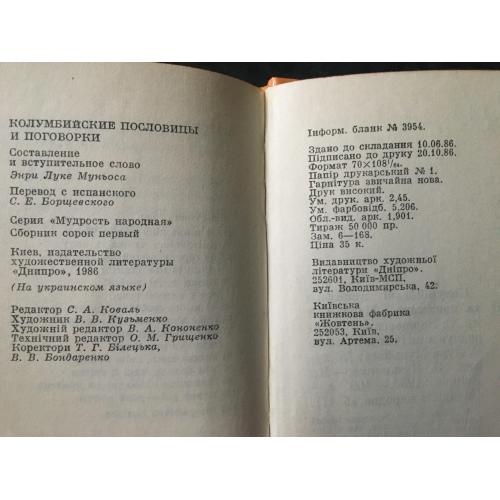 КОЛУМБИЙСКИЕ ПОСЛОВИЦЫ
И ПОГОВОРКИ
Составление
и вступительное слово
Энри Луке Муньоса
Перевод с испанского
С. Е. Борщевского
Серия «Мудрость народная»
Сборник сорок первый
Киев, издательство
художественной литературы
«Днипро», 1986
(На украинском языке)
Редактор С. А. Коваль
Художник В. В. Кузьменко
Художній редактор В. А. Кононенко
Технічний редактор О. М. Грищенко
Коректори Т. Г. Білецька,
В. В. Бондаренко
Інформ. бланк № 3954.
Здано до складання 10.06.86.
Підписано до друку 20.10.86.
Формат 70×108¹/₆₄.
Папір друкарський № 1.
Гарнітура звичайна нова.
Друк високий.
Ум. друк. арк. 2,45.
Ум. фарбовідб. 5,206.
Обл.-вид. арк. 1,901.
Тираж 50 000 пр.
Зам. 6—168.
Ціна 35 к.
Видавництво художньої
літератури «Дніпро».
252601, Київ-МСП,
вул. Володимирська, 42.
Київська
книжкова фабрика
«Жовтень».
252053, Київ,
вул. Артема, 25.